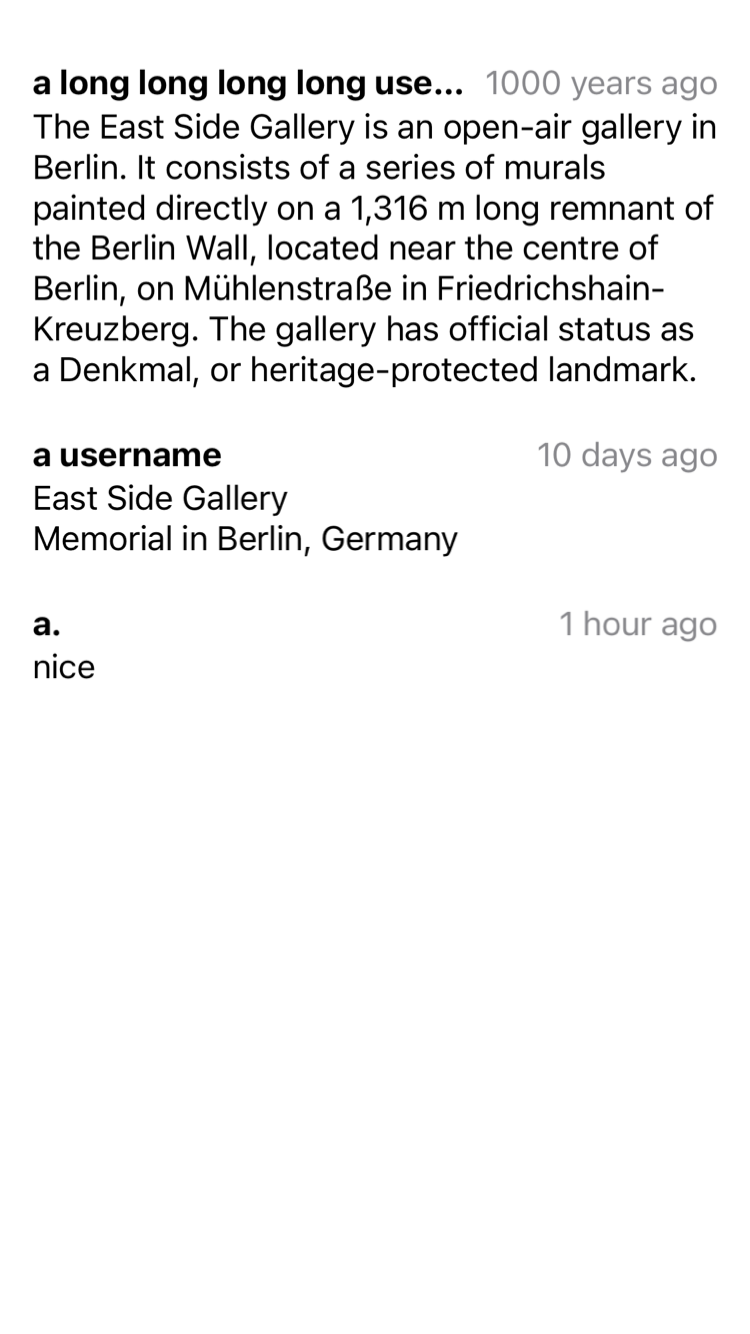 a long long long long use... 1000 years ago
The East Side Gallery is an open-air gallery in
Berlin. It consists of a series of murals
painted directly on a 1,316 m long remnant of
the Berlin Wall, located near the centre of
Berlin, on Mühlenstraße in Friedrichshain-
Kreuzberg. The gallery has official status as
a Denkmal, or heritage-protected landmark.
a username 10 days ago
East Side Gallery
Memorial in Berlin, Germany
a. 1 hour ago
nice